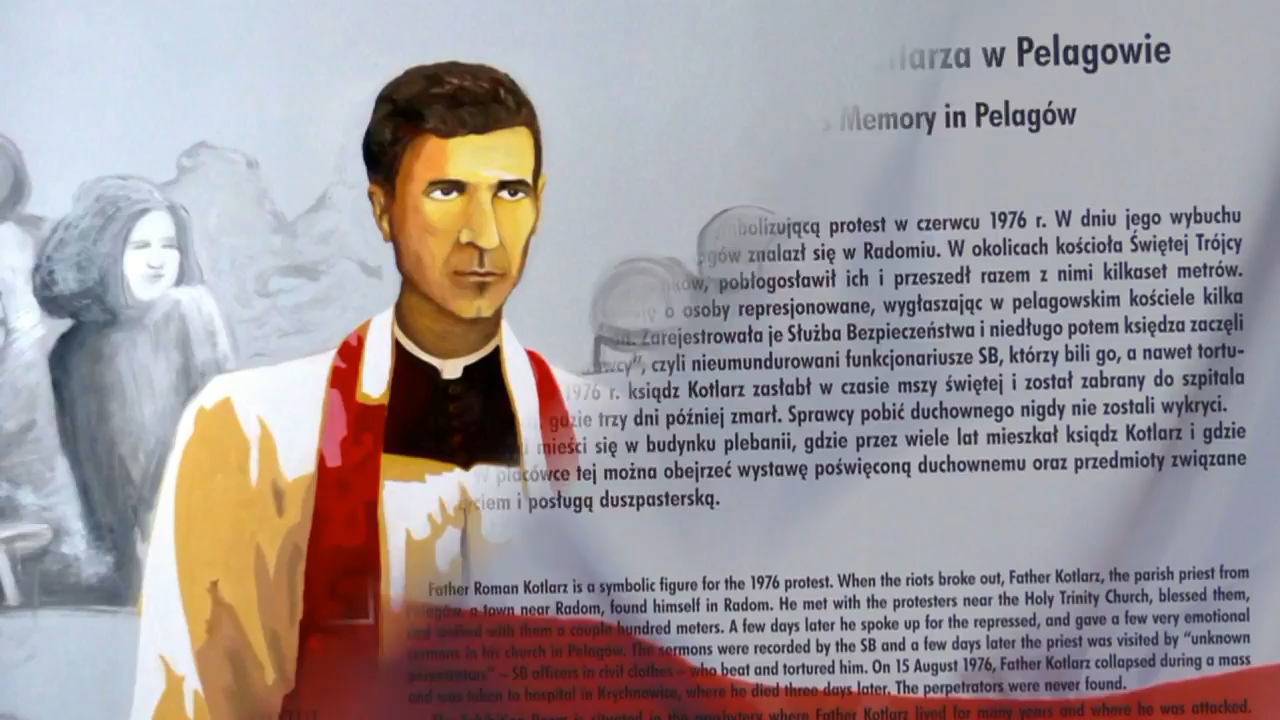 w Pelagowie
Memory in Pelagów
protest w czerwcu 1976 r. W dniu jego wybuchu
znalazł się w Radomiu. W okolicach kościoła Świętej Trójcy
pobłogosławił ich i przeszedł razem z nimi kilkaset metrów.
o osoby represjonowane, wygłaszając w pelagowskim kościele kilka
Zarejestrowała je Służba Bezpieczeństwa i niedługo potem księdza zaczęli
czyli nieumundurowani funkcjonariusze SB, którzy bili go, a nawet tortu-
1976 r. ksiądz Kotlarz zasłabł w czasie mszy świętej i został zabrany do szpitala
gdzie trzy dni później zmarł. Sprawcy pobić duchownego nigdy nie zostali wykryci.
mieści się w budynku plebanii, gdzie przez wiele lat mieszkał ksiądz Kotlarz i gdzie
W placówce tej można obejrzeć wystawę poświęconą duchownemu oraz przedmioty związane
i posługą duszpasterską.
Father Roman Kotlarz is a symbolic figure for the 1976 protest. When the riots broke out, Father Kotlarz, the parish priest from
Pelagów, a town near Radom, found himself in Radom. He met with the protesters near the Holy Trinity Church, blessed them,
and walked with them a couple hundred meters. A few days later he spoke up for the repressed, and gave a few very emotional
sermons in his church in Pelagów. The sermons were recorded by the SB and a few days later the priest was visited by “unknown
perpetrators” – SB officers in civil clothes – who beat and tortured him. On 15 August 1976, Father Kotlarz collapsed during a mass
and was taken to hospital in Krychnowice, where he died three days later. The perpetrators were never found.
The Exhibition Room is situated in the presbytery where Father Kotlarz lived for many years and where he was attacked.